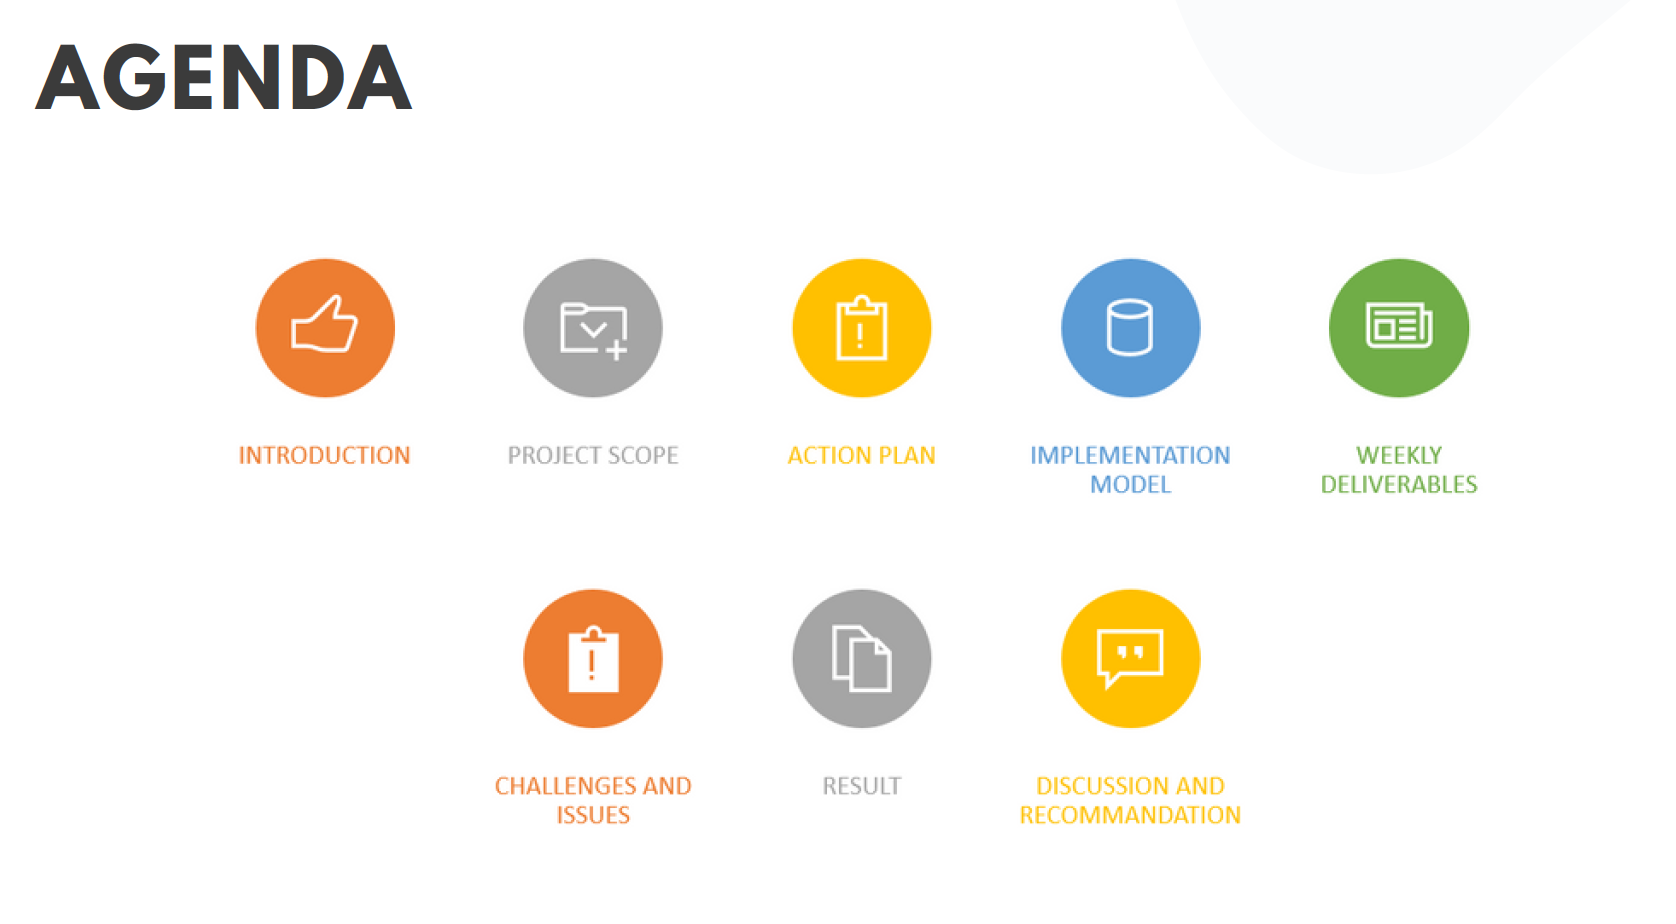 AGENDA
INTRODUCTION
PROJECT SCOPE
ACTION PLAN
IMPLEMENTATION
MODEL
WEEKLY
DELIVERABLES
CHALLENGES AND
ISSUES
RESULT
DISCUSSION AND
RECOMMANDATION